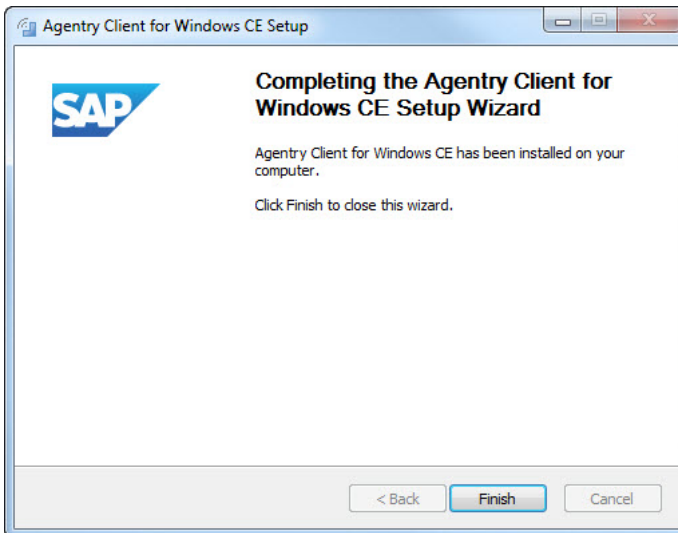 Agentry Client for Windows CE Setup
SAP
Completing the Agentry Client for
Windows CE Setup Wizard
Agentry Client for Windows CE has been installed on your
computer.
Click Finish to close this wizard.
< Back Finish Cancel